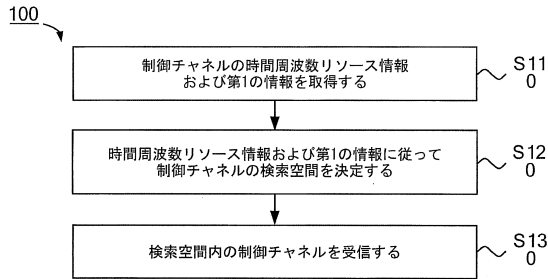 100
制御チャネルの時間周波数リソース情報
および第1の情報を取得する
S11
0
時間周波数リソース情報および第1の情報に従って
制御チャネルの検索空間を決定する
S12
0
検索空間内の制御チャネルを受信する
S13
0